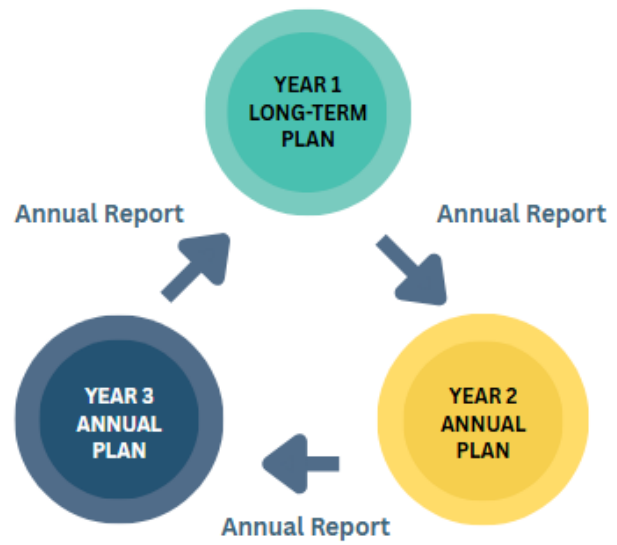 YEAR 1
LONG-TERM
PLAN
Annual Report
Annual Report
YEAR 3
ANNUAL
PLAN
YEAR 2
ANNUAL
PLAN
Annual Report